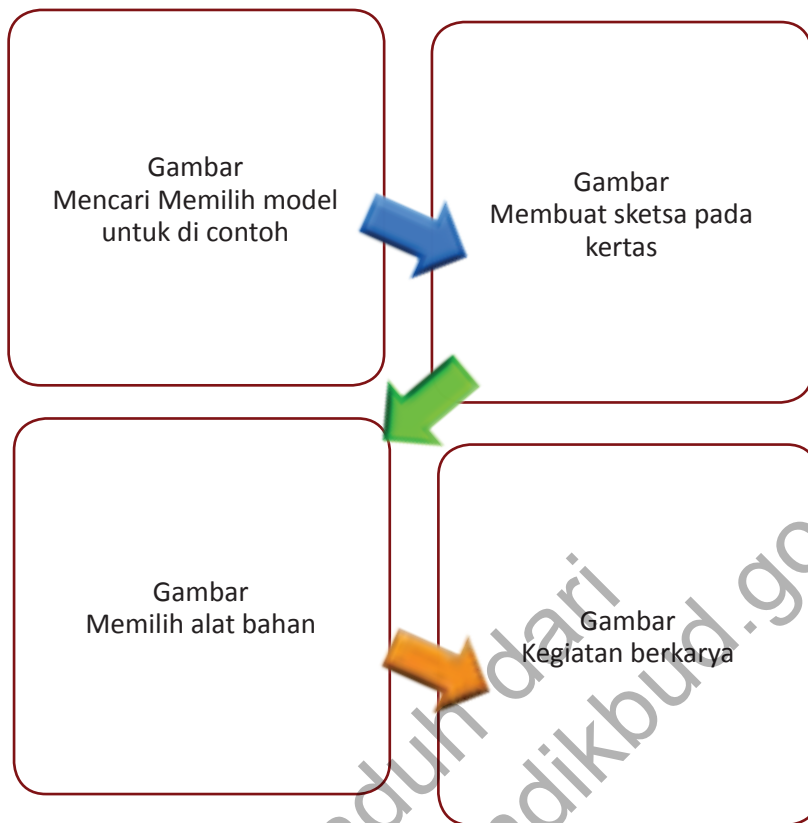 Gambar
Mencari Memilih model
untuk di contoh
Gambar
Membuat sketsa pada
kertas
Gambar
Memilih alat bahan
Gambar
Kegiatan berkarya
dari